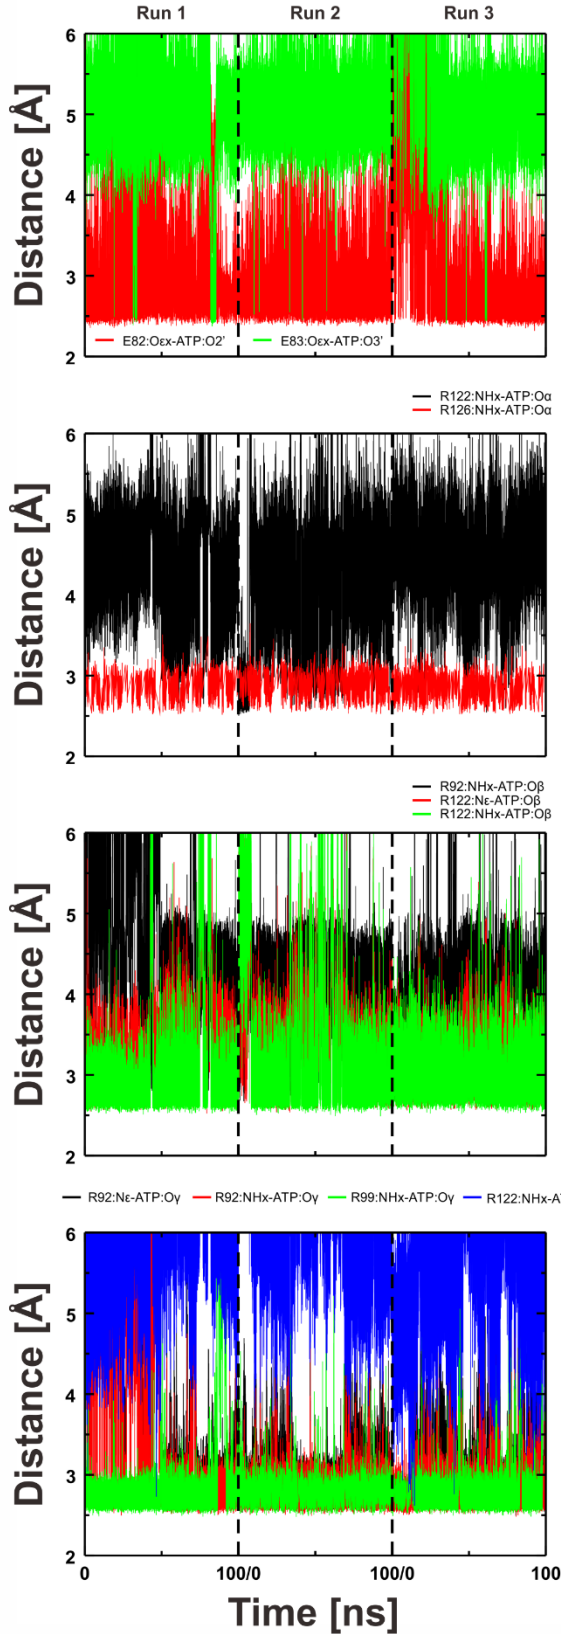 Run 1 Run 2 Run 3
6
5
4
3
2
Distance [Å]
E82:Oεx-ATP:O2' E83:Oεx-ATP:O3'
R122:NHx-ATP:Oα
R126:NHx-ATP:Oα
6
5
4
3
2
Distance [Å]
R92:NHx-ATP:Oβ
R122:Nε-ATP:Oβ
R122:NHx-ATP:Oβ
6
5
4
3
2
Distance [Å]
R92:Nε-ATP:Oγ R92:NHx-ATP:Oγ R99:NHx-ATP:Oγ R122:NHx-A
6
5
4
3
2
Distance [Å]
0 100/0 100/0 100
Time [ns]